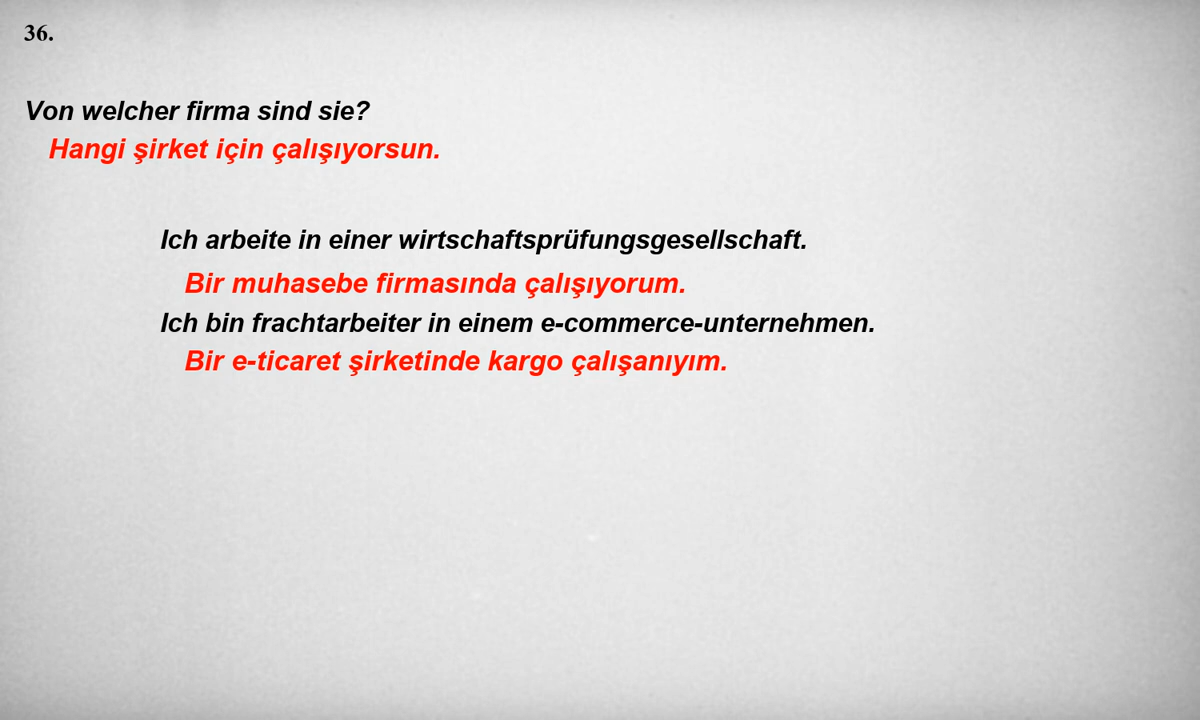 36.
Von welcher firma sind sie?
Hangi şirket için çalışıyorsun.
Ich arbeite in einer wirtschaftsprüfungsgesellschaft.
Bir muhasebe firmasında çalışıyorum.
Ich bin frachtarbeiter in einem e-commerce-unternehmen.
Bir e-ticaret şirketinde kargo çalışanıyım.